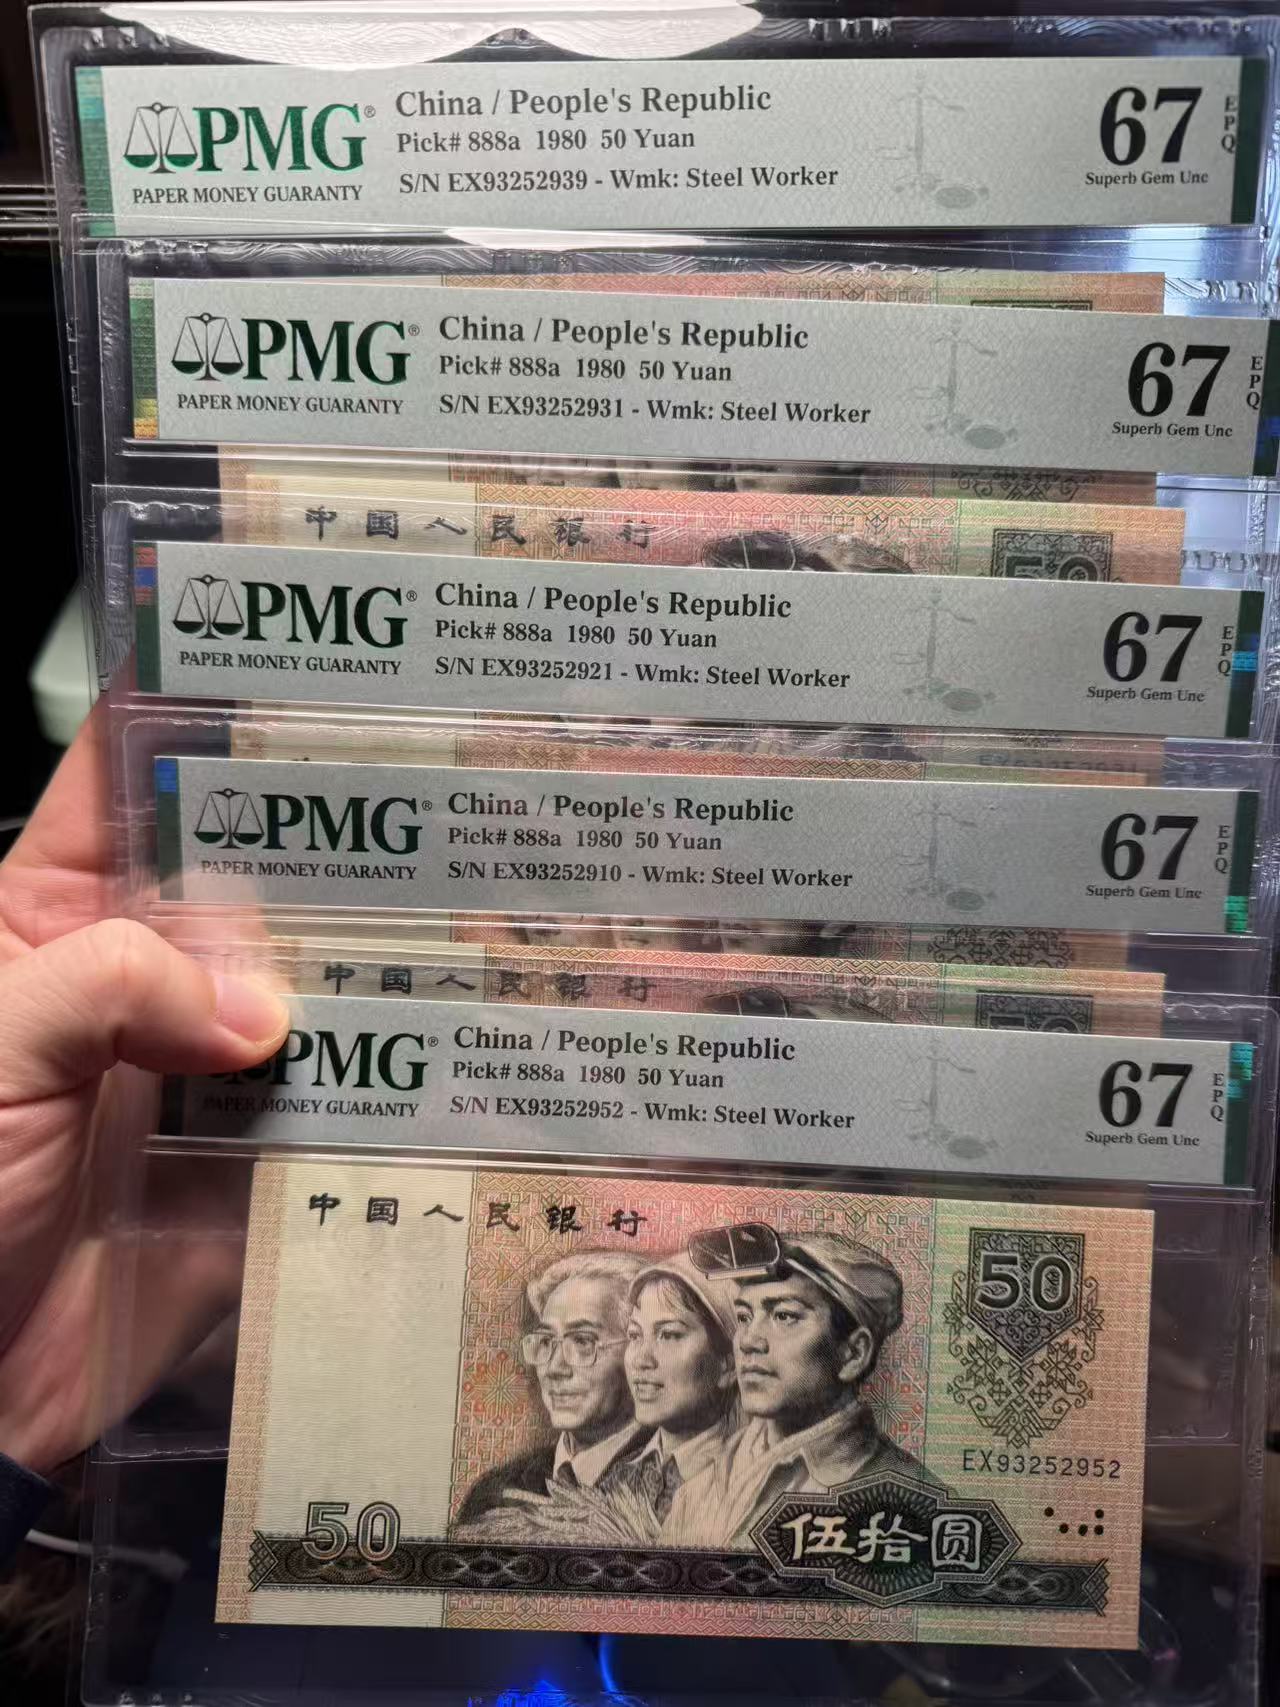 PMG®
PAPER MONEY GUARANTY
China / People's Republic
Pick# 888a 1980 50 Yuan
S/N EX93252939 - Wmk: Steel Worker
67
EPQ
Superb Gem Unc
PMG®
PAPER MONEY GUARANTY
China / People's Republic
Pick# 888a 1980 50 Yuan
S/N EX93252931 - Wmk: Steel Worker
67
EPQ
Superb Gem Unc
中国人民银行
50
PMG®
PAPER MONEY GUARANTY
China / People's Republic
Pick# 888a 1980 50 Yuan
S/N EX93252921 - Wmk: Steel Worker
67
EPQ
Superb Gem Unc
PMG®
PAPER MONEY GUARANTY
China / People's Republic
Pick# 888a 1980 50 Yuan
S/N EX93252910 - Wmk: Steel Worker
67
EPQ
Superb Gem Unc
中国人民银行
50
PMG®
PAPER MONEY GUARANTY
China / People's Republic
Pick# 888a 1980 50 Yuan
S/N EX93252952 - Wmk: Steel Worker
67
EPQ
Superb Gem Unc
中国人民银行
50
EX93252952
50
伍拾圆